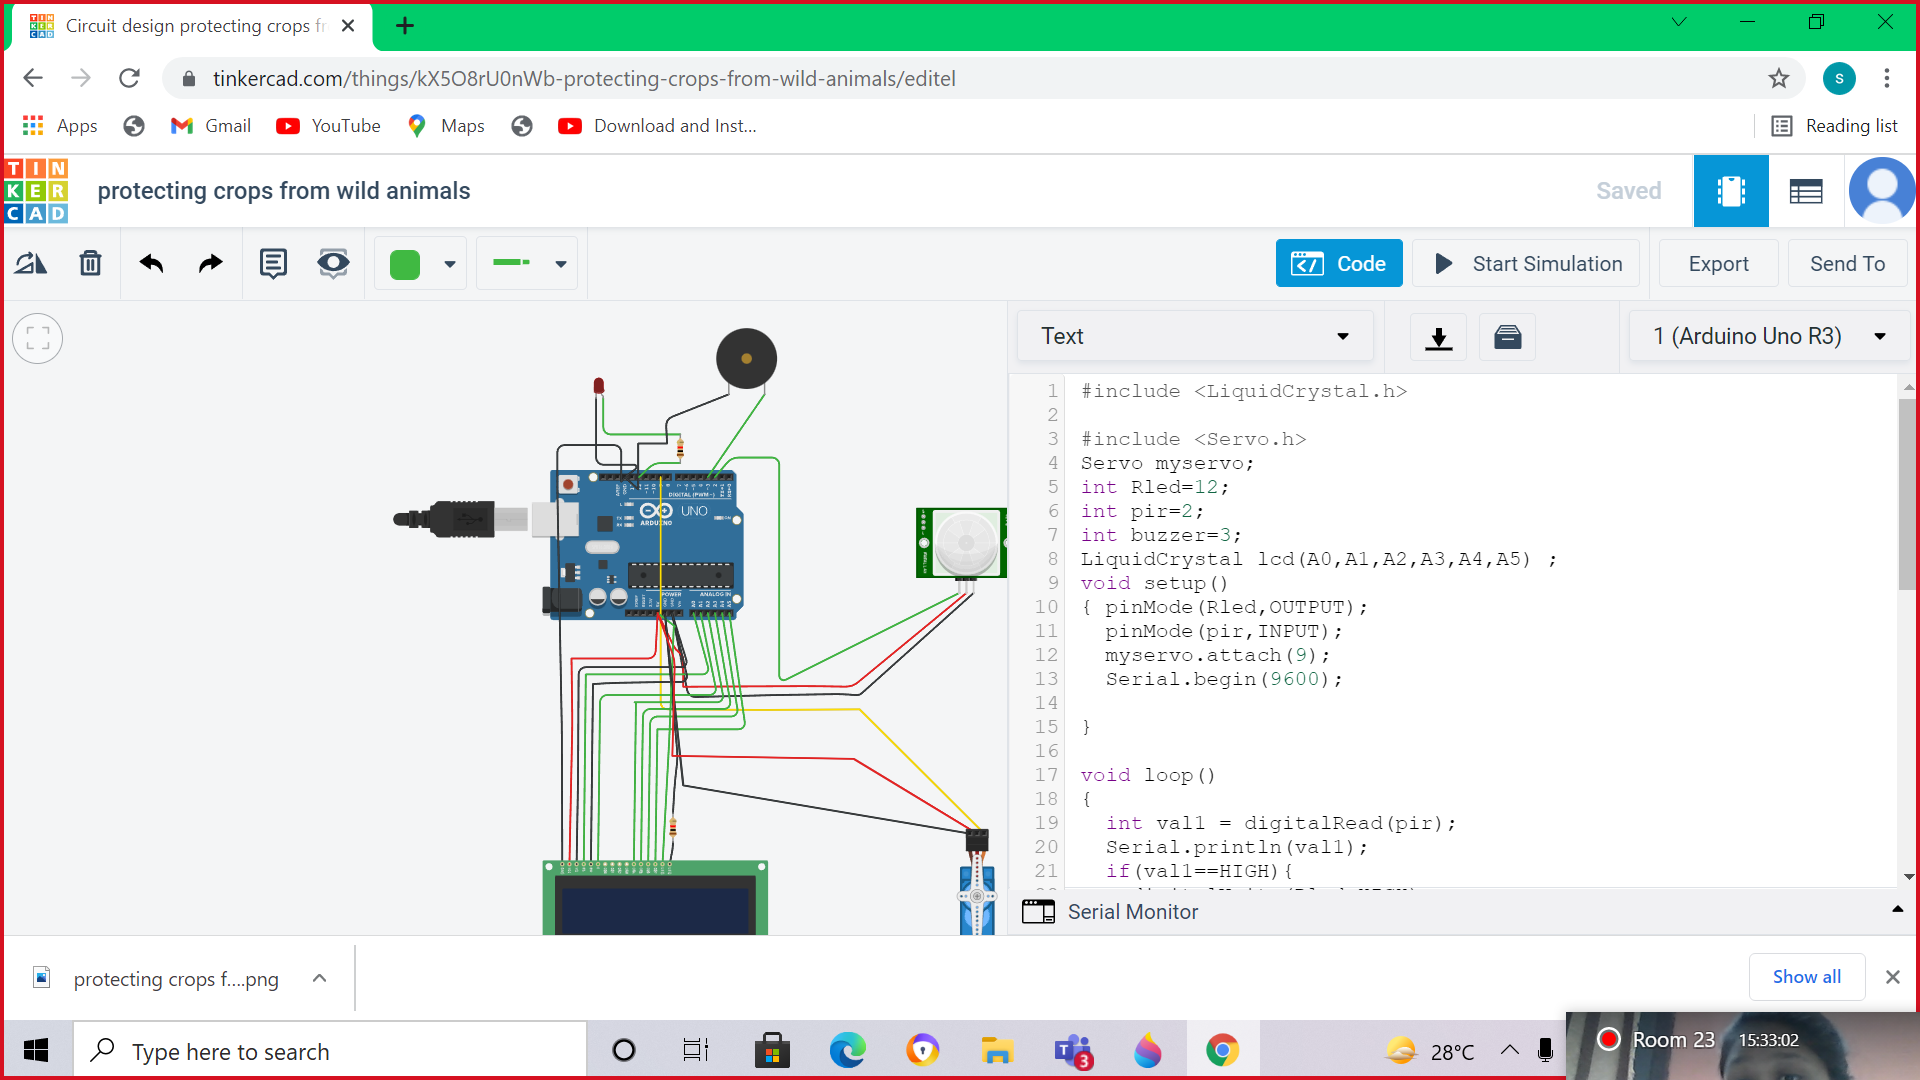 Circuit design protecting crops fr
tinkercad.com/things/kX5O8rU0nWb-protecting-crops-from-wild-animals/editel
S
Apps
Gmail
YouTube
Maps
Download and Inst...
Reading list
TIN
KER
CAD
protecting crops from wild animals
Saved
Code
Start Simulation
Export
Send To
Text
1 (Arduino Uno R3)
1 #include <LiquidCrystal.h>
2
3 #include <Servo.h>
4 Servo myservo;
5 int Rled=12;
6 int pir=2;
7 int buzzer=3;
8 LiquidCrystal lcd(A0,A1,A2,A3,A4,A5) ;
9 void setup()
10 { pinMode(Rled,OUTPUT);
11 pinMode(pir,INPUT);
12 myservo.attach(9);
13 Serial.begin(9600);
14
15 }
16
17 void loop()
18 {
19 int val1 = digitalRead(pir);
20 Serial.println(val1);
21 if(val1==HIGH){
DIGITAL (PWM~)
UNO
ARDUINO
POWER
ANALOG IN
Serial Monitor
protecting crops f....png
Show all
Type here to search
3
28°C
Room 23
15:33:02